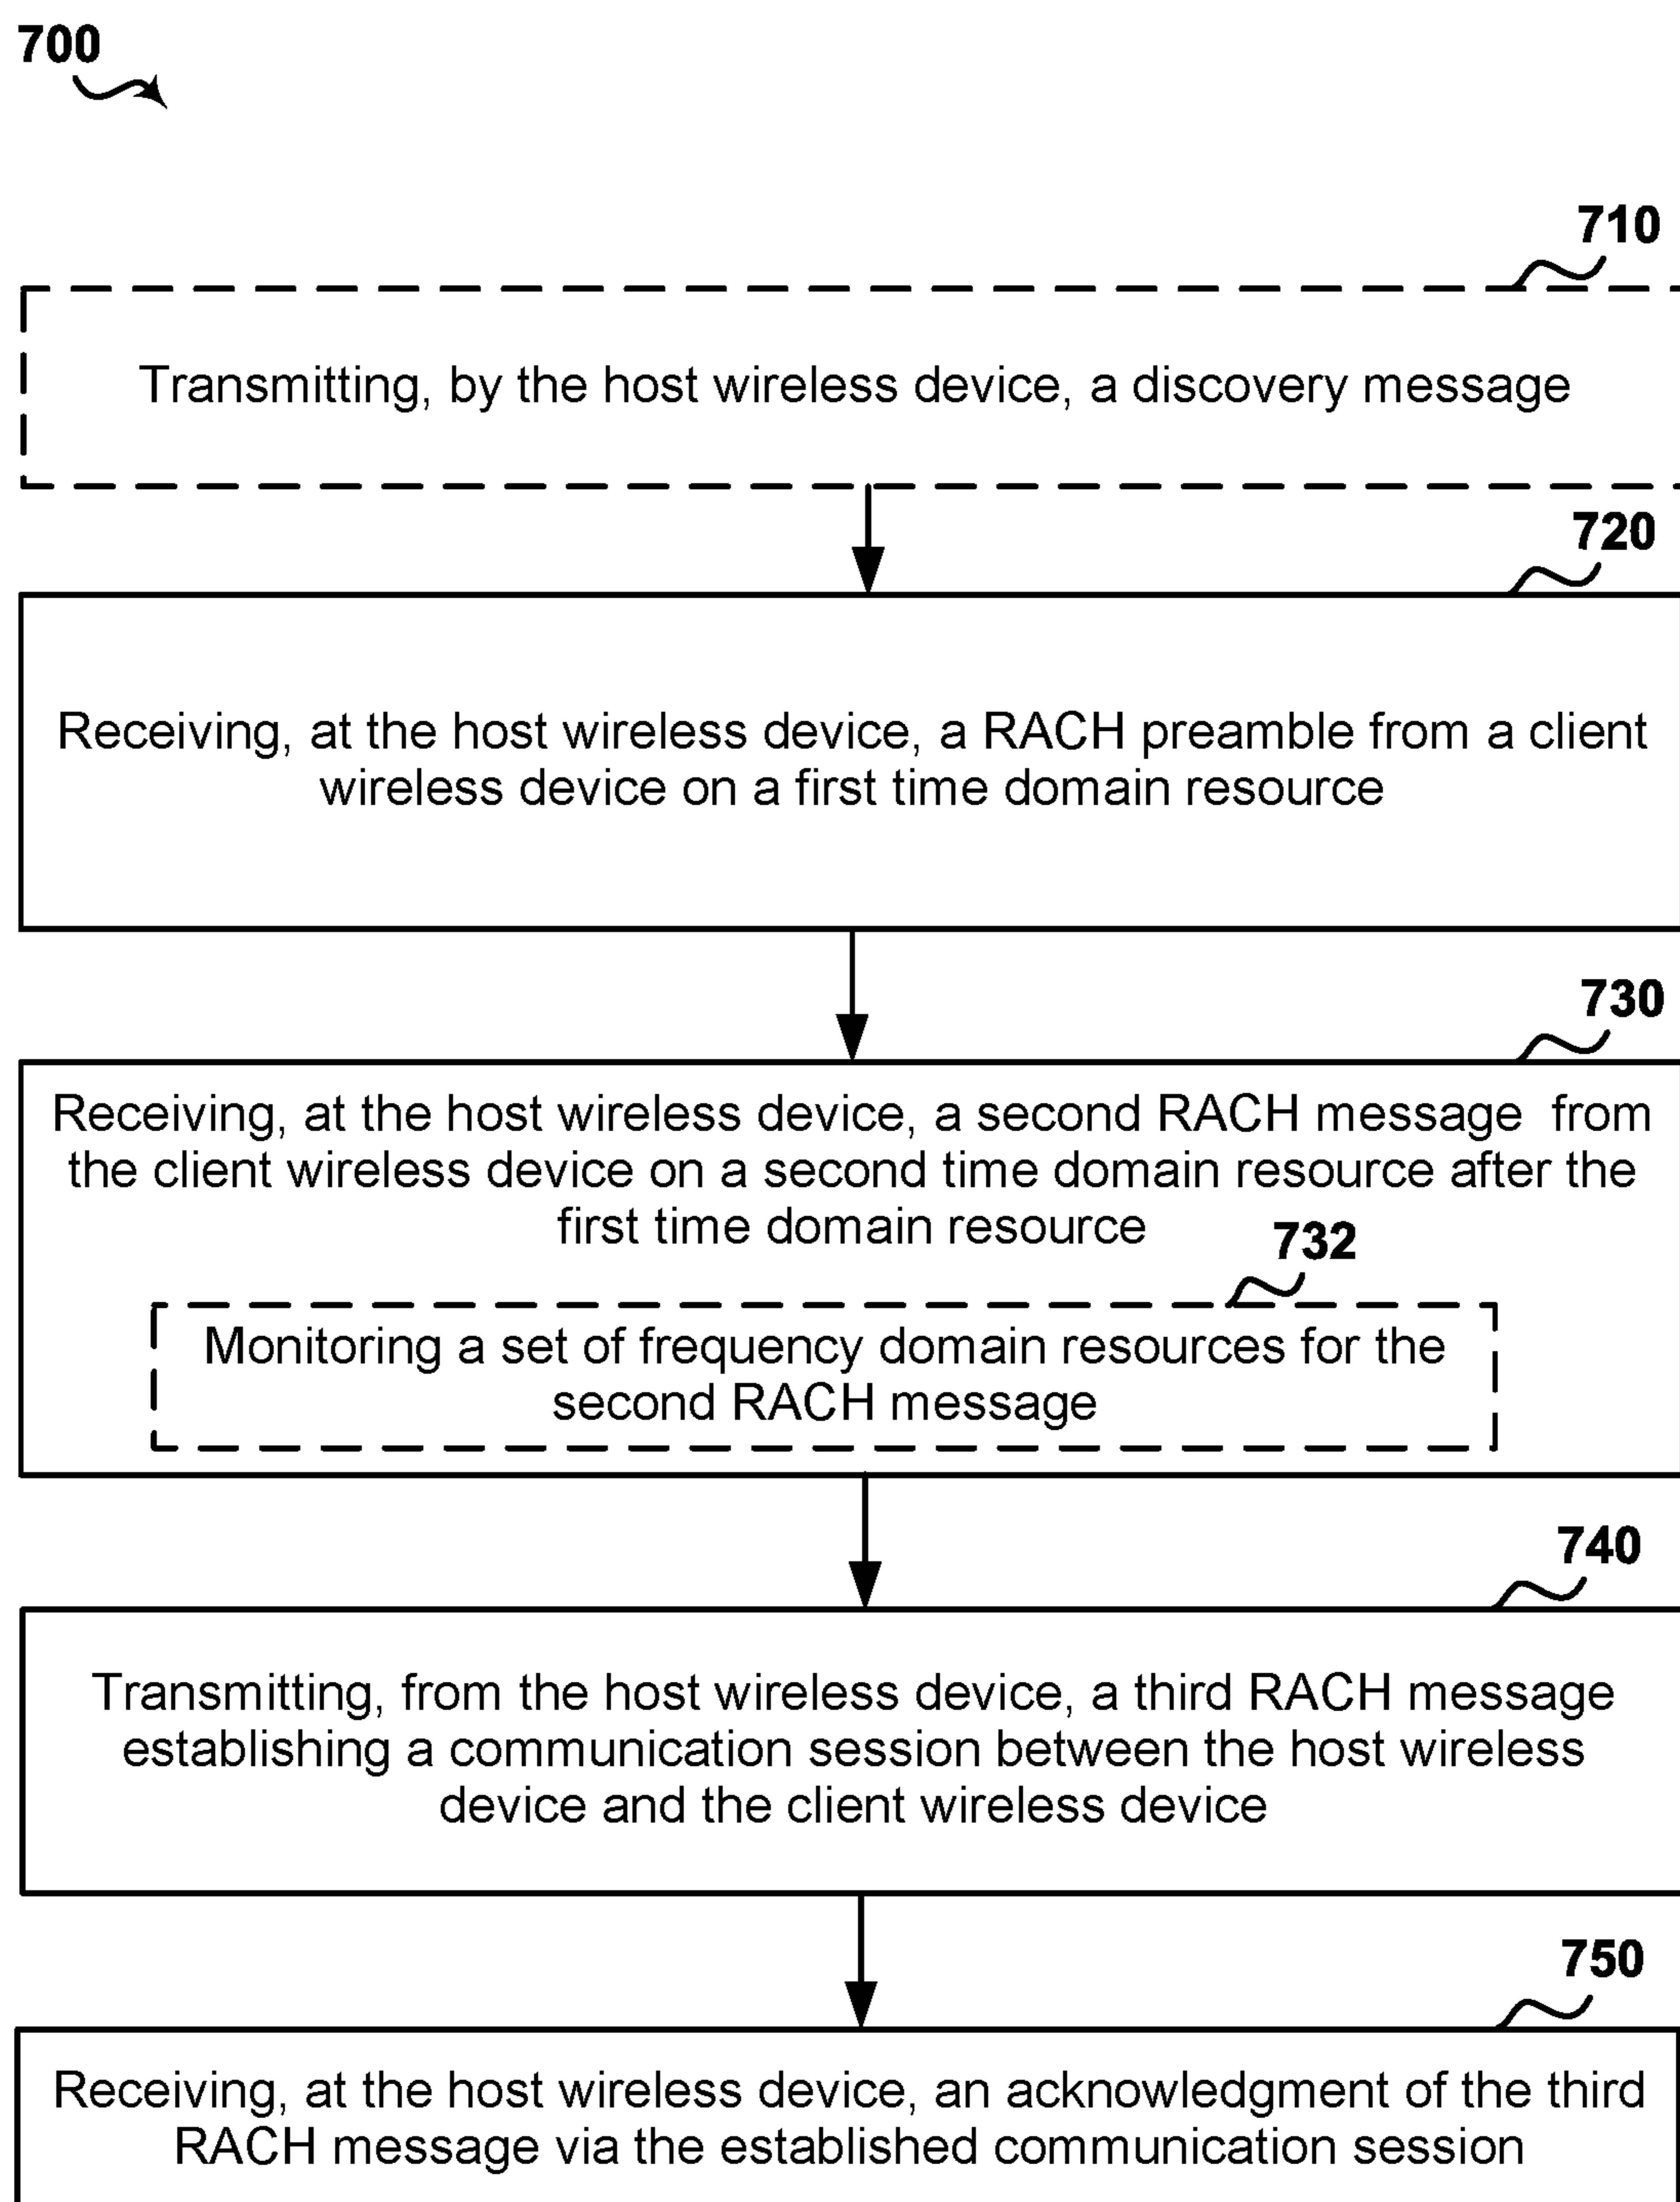 700
710
Transmitting, by the host wireless device, a discovery message
720
Receiving, at the host wireless device, a RACH preamble from a client
wireless device on a first time domain resource
730
Receiving, at the host wireless device, a second RACH message from
the client wireless device on a second time domain resource after the
first time domain resource
732
Monitoring a set of frequency domain resources for the
second RACH message
740
Transmitting, from the host wireless device, a third RACH message
establishing a communication session between the host wireless
device and the client wireless device
750
Receiving, at the host wireless device, an acknowledgment of the third
RACH message via the established communication session